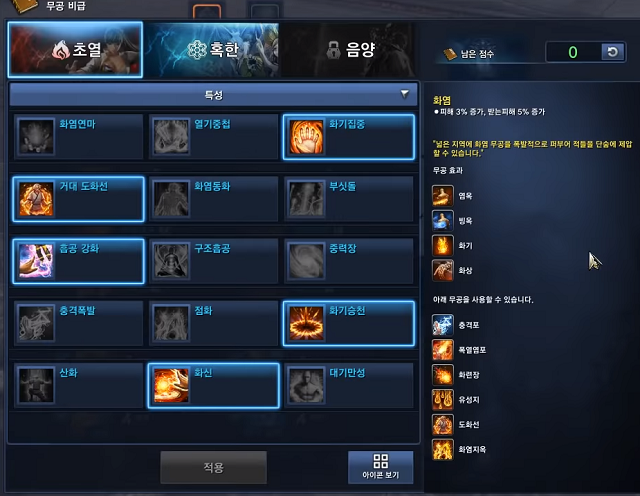 무공 비급
초열
혹한
음양
남은 점수
0
특성
화염연마
열기중첩
화기집중
거대 도화선
화염동화
부싯돌
흡공 강화
구조흡공
중력장
충격폭발
점화
화기승천
산화
화신
대기만성
적용
아이콘 보기
화염
피해 3% 증가, 받는피해 5% 증가
"넓은 지역에 화염 무공을 폭발적으로 퍼부어 적들을 단숨에 제압
할 수 있습니다."
무공 효과
염옥
빙옥
화기
화상
아래 무공을 사용할 수 있습니다.
충격포
폭열염포
화련장
유성지
도화선
화염지옥